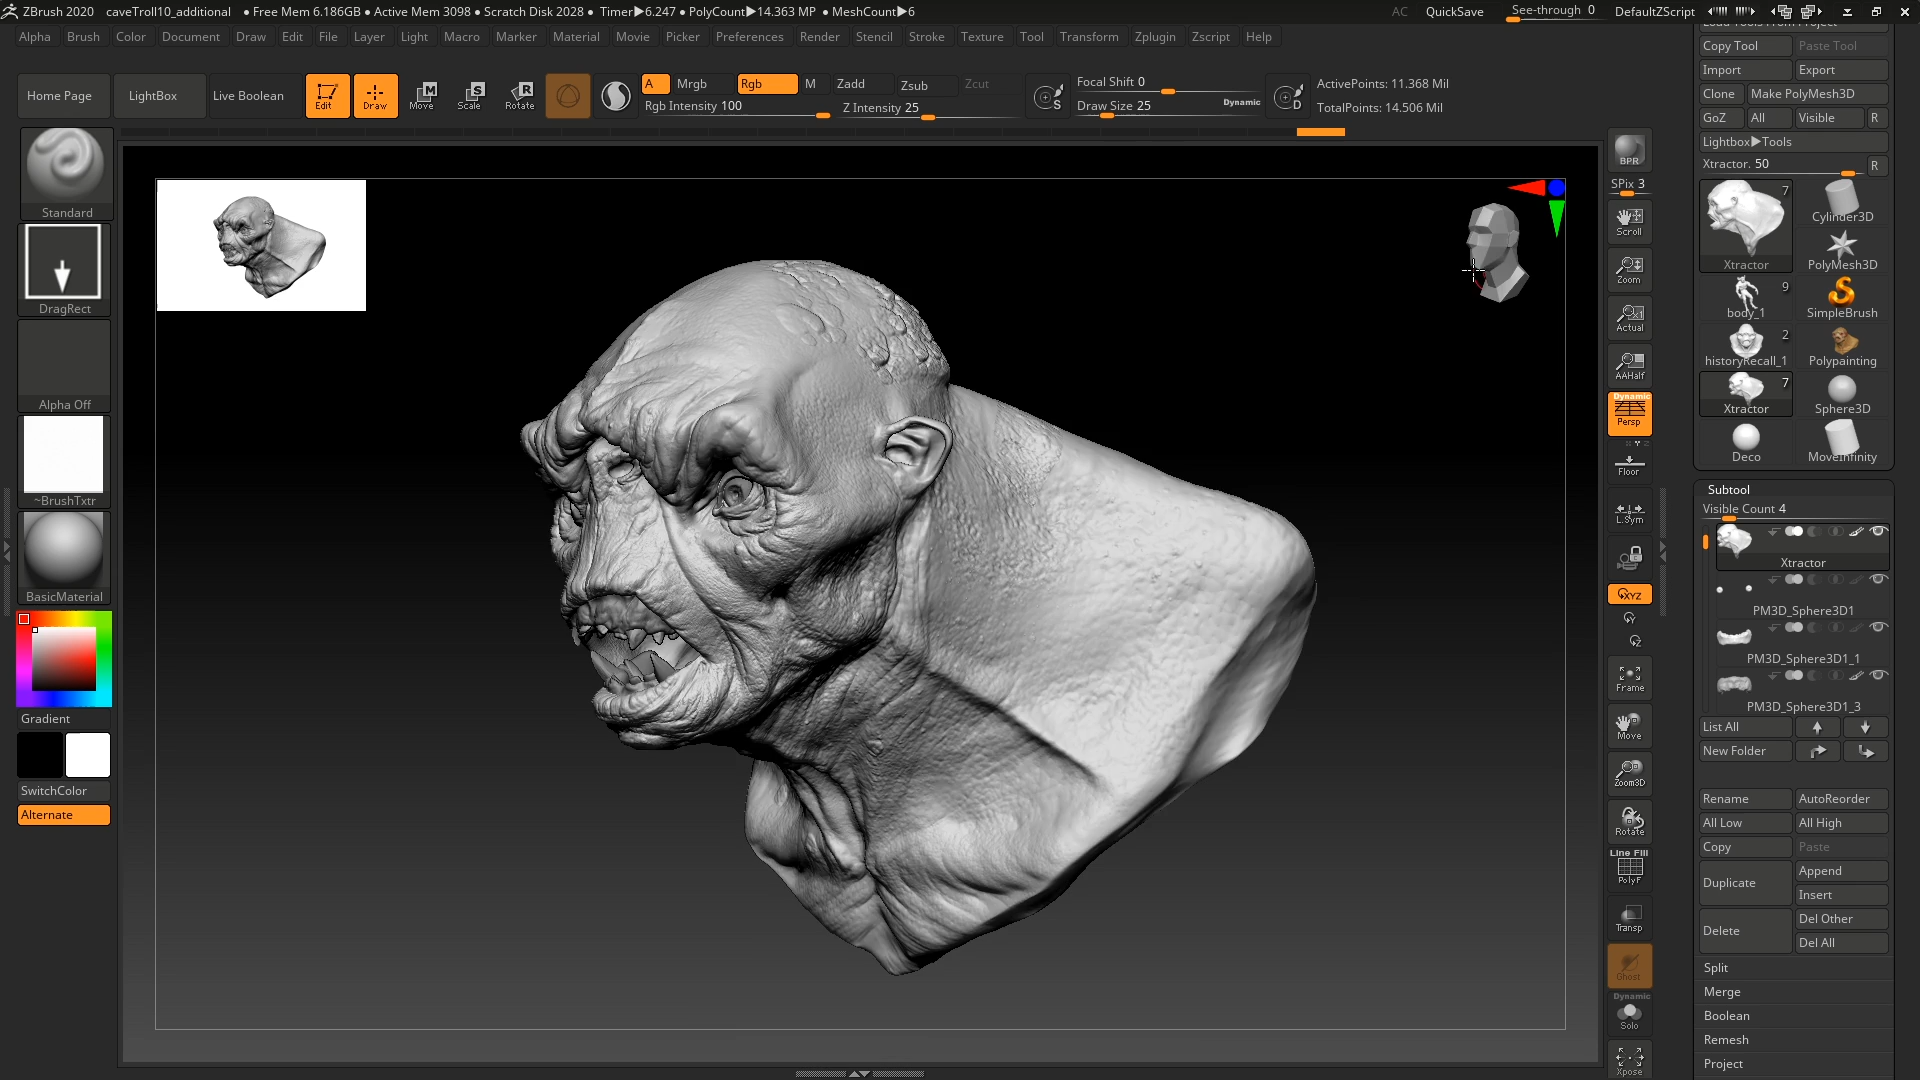 ZBrush 2020 caveTroll10_additional • Free Mem 6.186GB • Active Mem 3098 • Scratch Disk 2028 • Timer▶6.247 • PolyCount▶14.363 MP • MeshCount▶6 AC QuickSave See-through 0 DefaultZScript
Alpha Brush Color Document Draw Edit File Layer Light Macro Marker Material Movie Picker Preferences Render Stencil Stroke Texture Tool Transform Zplugin Zscript Help
Home Page LightBox Live Boolean Edit Draw Move Scale Rotate
M S R
A Mrgb Rgb M Zadd Zsub Zcut
Rgb Intensity 100 Z Intensity 25
S Focal Shift 0
Draw Size 25 Dynamic
D ActivePoints: 11.368 Mil
TotalPoints: 14.506 Mil
Standard
DragRect
Alpha Off
~BrushTxtr
BasicMaterial
Gradient
SwitchColor
Alternate
BPR
SPix 3
Scroll
Zoom
Actual
AAHalf
Dynamic
Persp
Floor
L.Sym
XYZ
Y
Z
Frame
Move
Zoom3D
Rotate
Line Fill
PolyF
Transp
Ghost
Dynamic
Solo
Xpose
Load Tools From Project
Copy Tool Paste Tool
Import Export
Clone Make PolyMesh3D
GoZ All Visible R
Lightbox▶Tools
Xtractor. 50 R
7
Xtractor Cylinder3D
PolyMesh3D
9
body_1 SimpleBrush
2
historyRecall_1 Polypainting
7
Xtractor Sphere3D
Deco MoveInfinity
Subtool
Visible Count 4
Xtractor
PM3D_Sphere3D1
PM3D_Sphere3D1_1
PM3D_Sphere3D1_3
List All
New Folder
Rename AutoReorder
All Low All High
Copy Paste
Duplicate Append
Insert
Delete Del Other
Del All
Split
Merge
Boolean
Remesh
Project